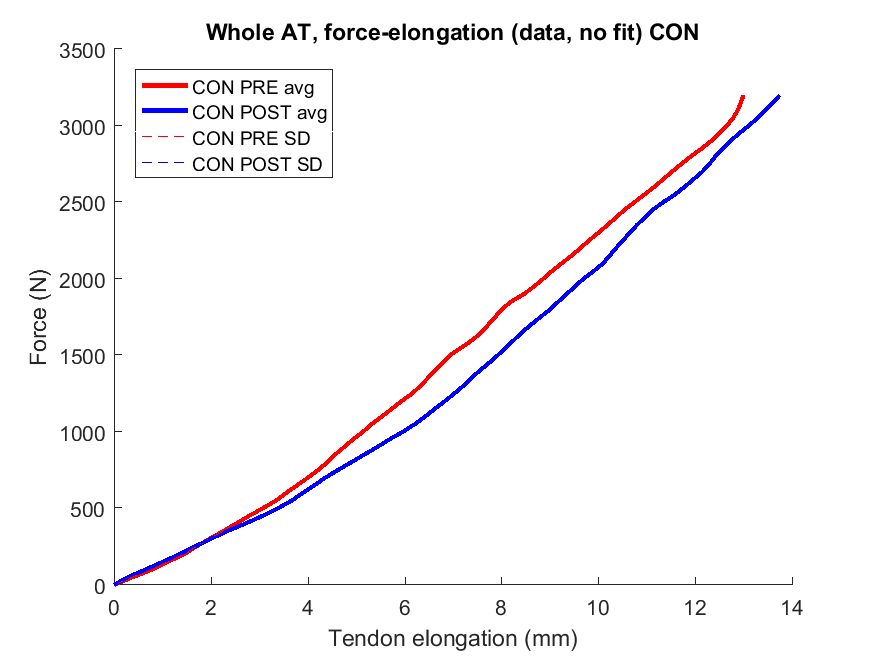 Whole AT, force-elongation (data, no fit) CON
3500
3000
2500
2000
1500
1000
500
0
Force (N)
CON PRE avg
CON POST avg
CON PRE SD
CON POST SD
0 2 4 6 8 10 12 14
Tendon elongation (mm)